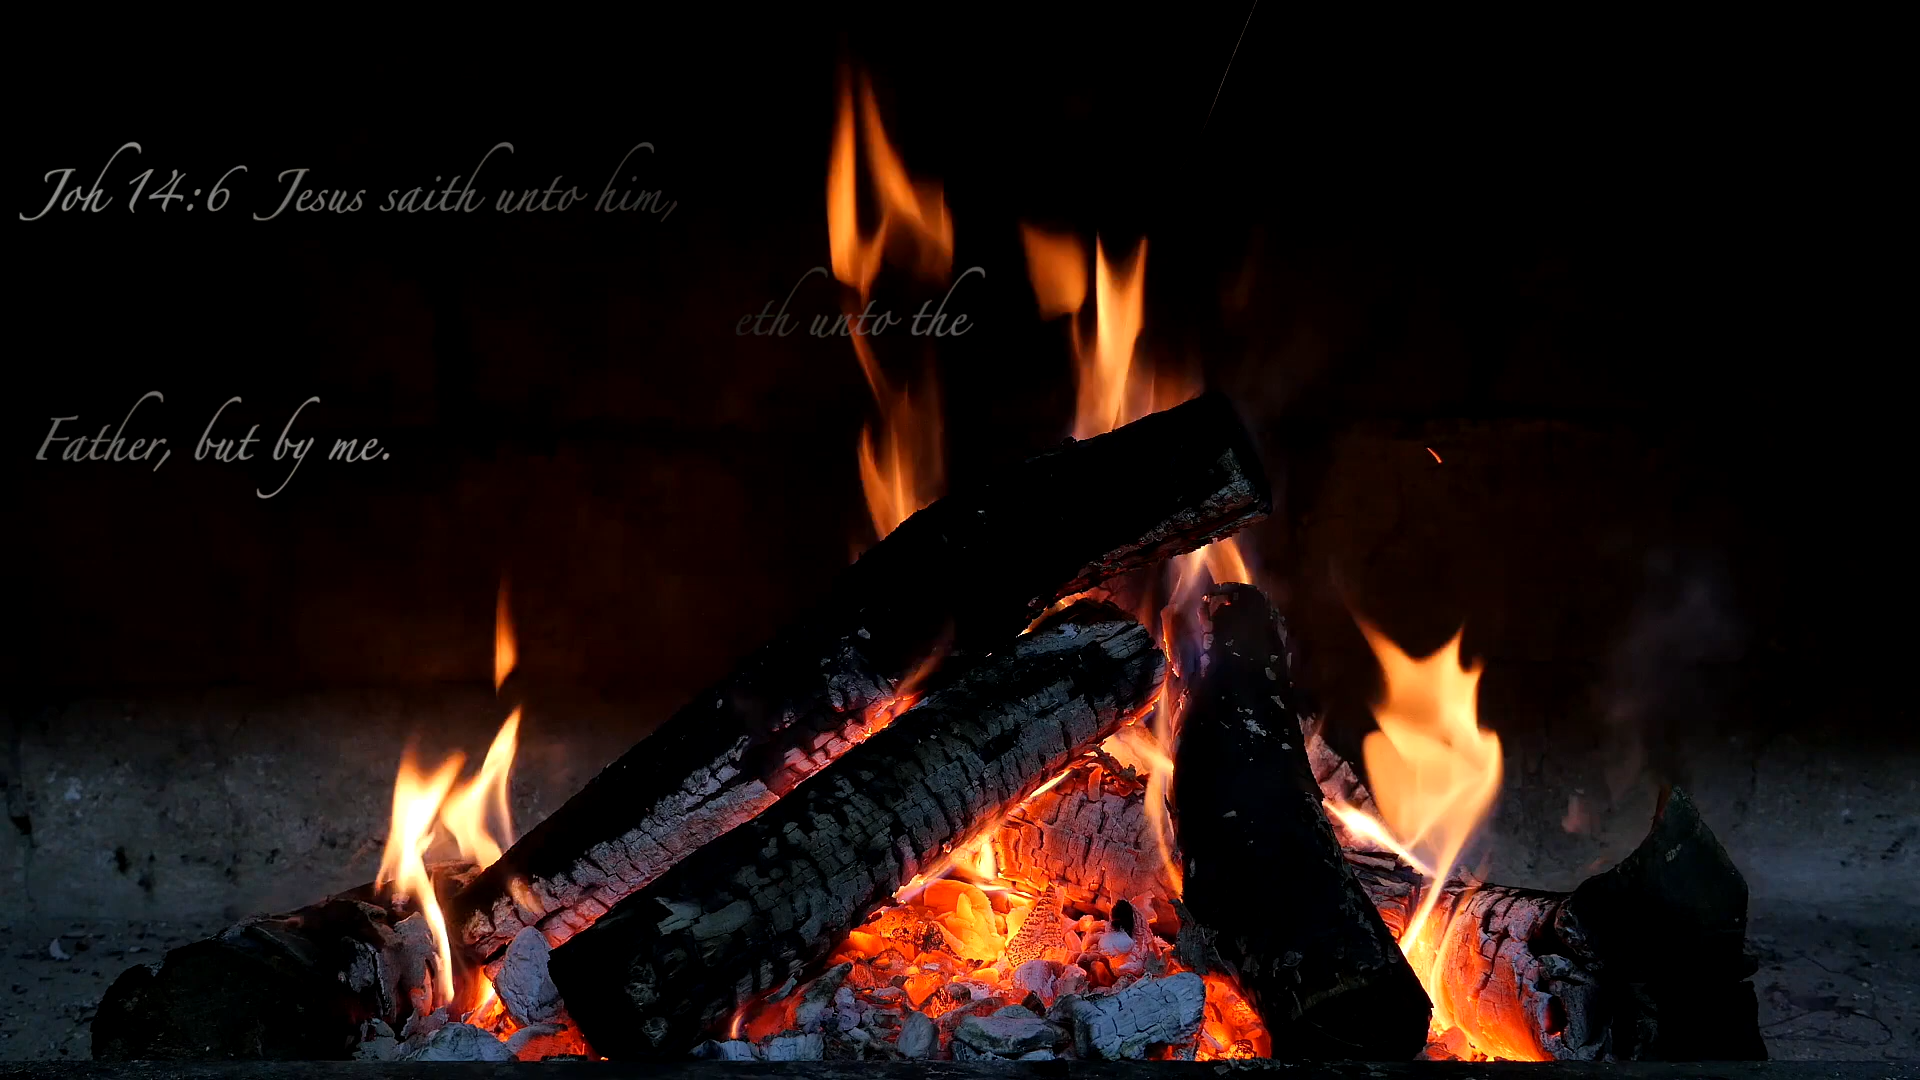 Joh 14:6 Jesus saith unto him,
eth unto the
Father, but by me.